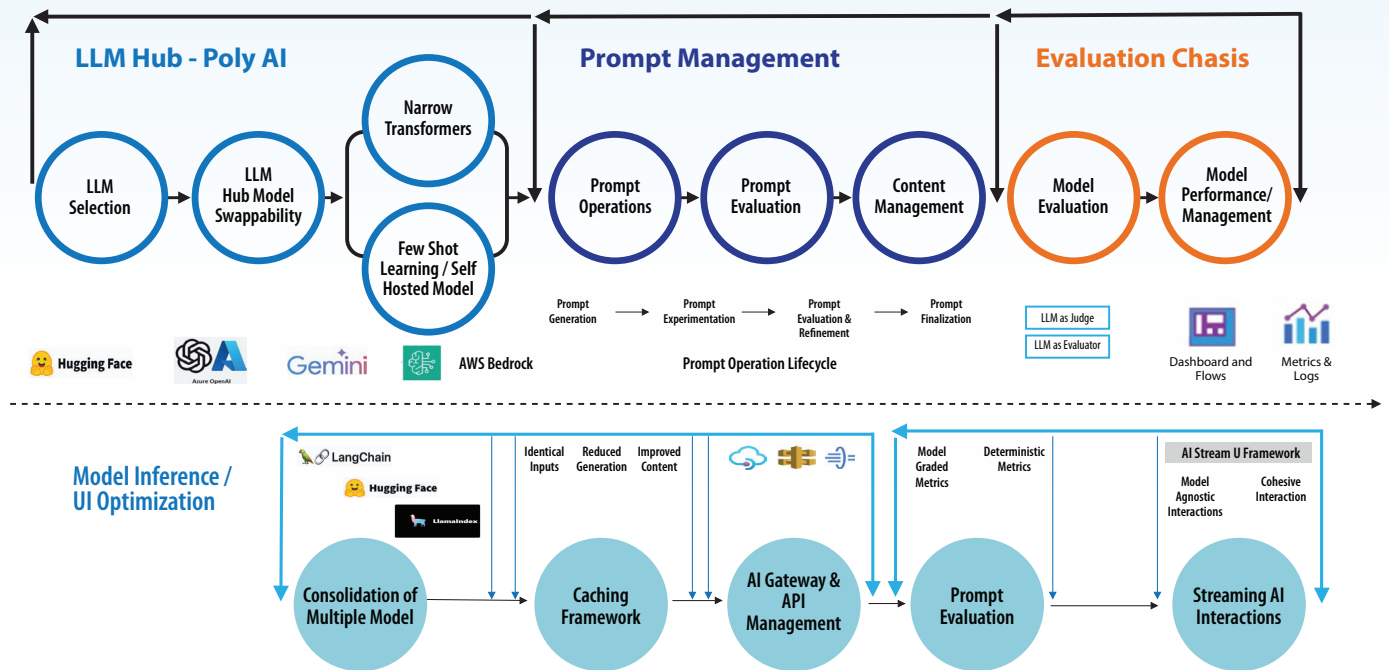 LLM Hub - Poly AI
Prompt Management
Evaluation Chasis
LLM
Selection
LLM
Hub Model
Swappability
Narrow
Transformers
Few Shot
Learning / Self
Hosted Model
Prompt
Operations
Prompt
Evaluation
Content
Management
Model
Evaluation
Model
Performance/
Management
Hugging Face
Azure OpenAI
Gemini
AWS Bedrock
Prompt
Generation
Prompt
Experimentation
Prompt
Evaluation &
Refinement
Prompt
Finalization
Prompt Operation Lifecycle
LLM as Judge
LLM as Evaluator
Dashboard and
Flows
Metrics &
Logs
Model Inference /
UI Optimization
LangChain
Hugging Face
LlamaIndex
Identical
Inputs
Reduced
Generation
Improved
Content
Model
Graded
Metrics
Deterministic
Metrics
AI Stream U Framework
Model
Agnostic
Interactions
Cohesive
Interaction
Consolidation of
Multiple Model
Caching
Framework
AI Gateway &
API
Management
Prompt
Evaluation
Streaming AI
Interactions